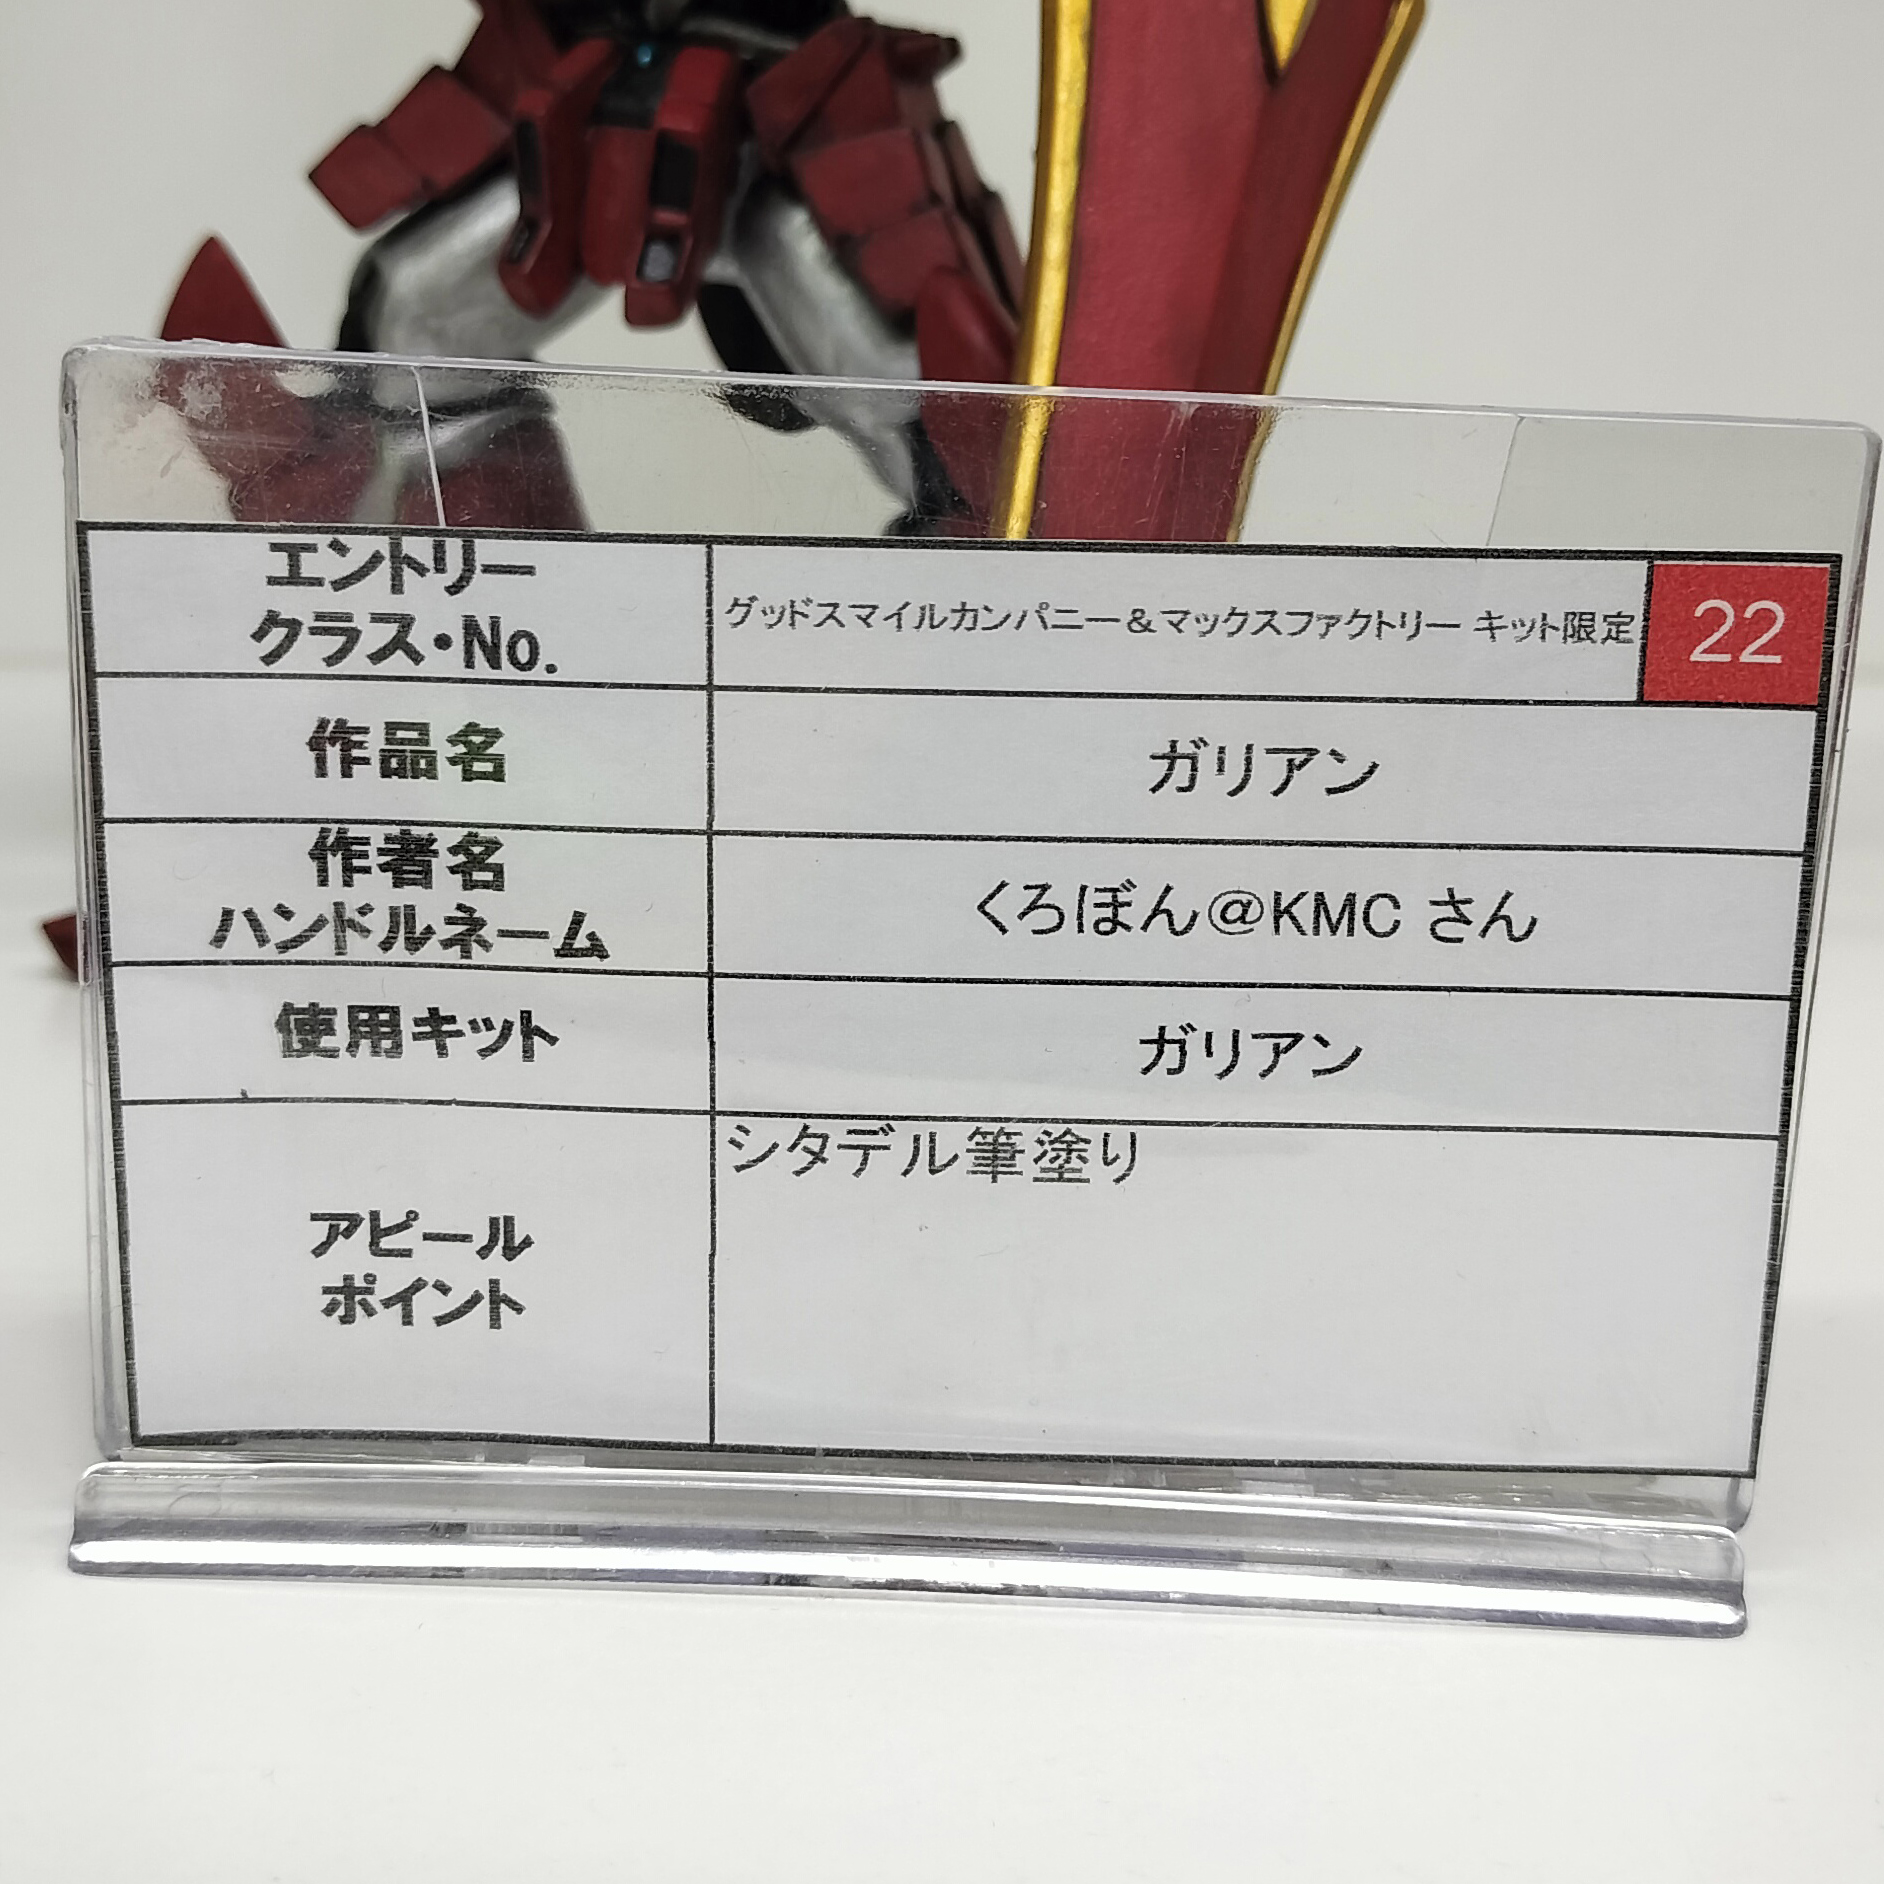 エントリー
クラス・No.
グッドスマイルカンパニー＆マックスファクトリー キット限定
22
作品名
ガリアン
作者名
ハンドルネーム
くろぼん@KMC さん
使用キット
ガリアン
アピール
ポイント
シタデル筆塗り